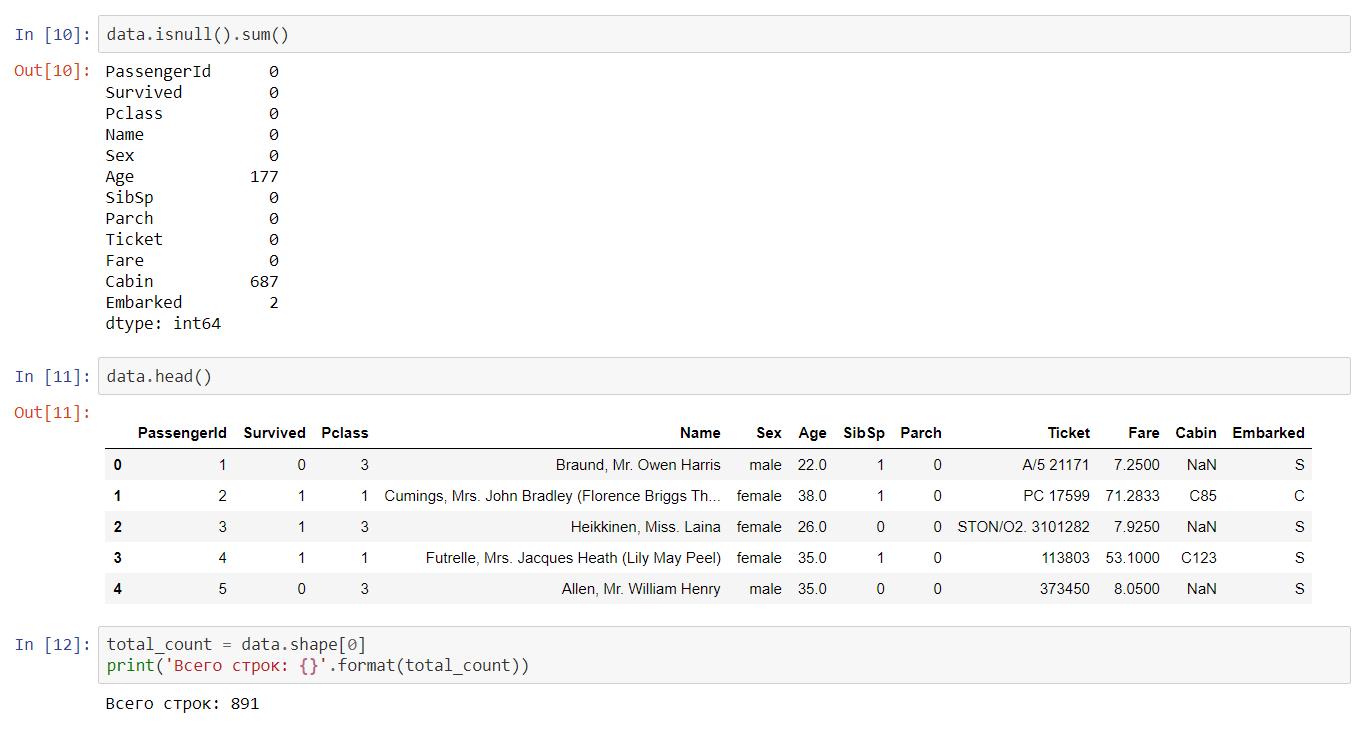 In [10]: data.isnull().sum()
Out[10]: PassengerId 0
Survived 0
Pclass 0
Name 0
Sex 0
Age 177
SibSp 0
Parch 0
Ticket 0
Fare 0
Cabin 687
Embarked 2
dtype: int64
In [11]: data.head()
Out[11]:
PassengerId Survived Pclass Name Sex Age SibSp Parch Ticket Fare Cabin Embarked
0 1 0 3 Braund, Mr. Owen Harris male 22.0 1 0 A/5 21171 7.2500 NaN S
1 2 1 1 Cumings, Mrs. John Bradley (Florence Briggs Th... female 38.0 1 0 PC 17599 71.2833 C85 C
2 3 1 3 Heikkinen, Miss. Laina female 26.0 0 0 STON/O2. 3101282 7.9250 NaN S
3 4 1 1 Futrelle, Mrs. Jacques Heath (Lily May Peel) female 35.0 1 0 113803 53.1000 C123 S
4 5 0 3 Allen, Mr. William Henry male 35.0 0 0 373450 8.0500 NaN S
In [12]: total_count = data.shape[0]
print('Всего строк: {}'.format(total_count))
Всего строк: 891